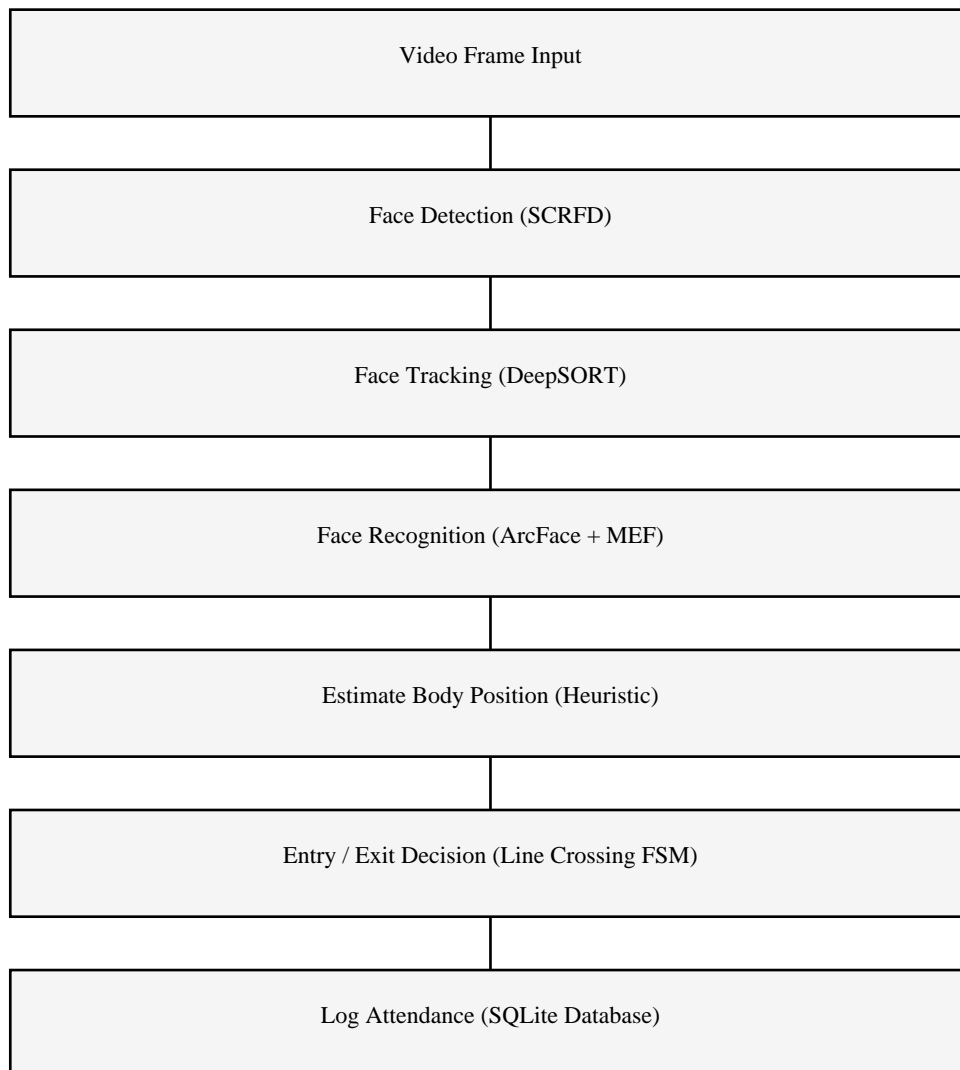 Video Frame Input
Face Detection (SCRFD)
Face Tracking (DeepSORT)
Face Recognition (ArcFace + MEF)
Estimate Body Position (Heuristic)
Entry / Exit Decision (Line Crossing FSM)
Log Attendance (SQLite Database)